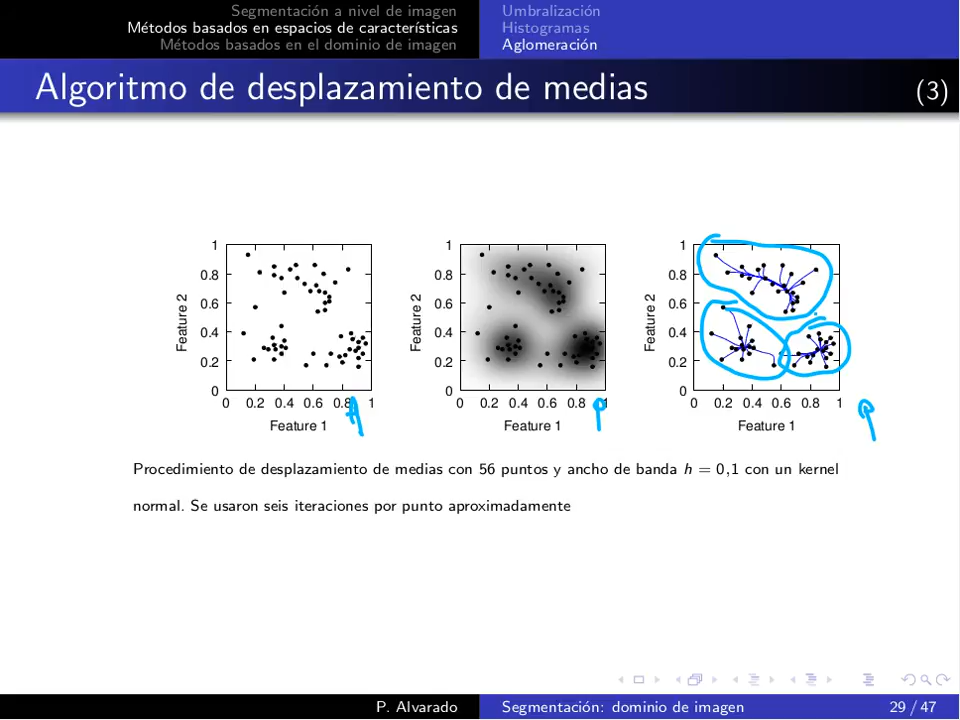 Segmentación a nivel de imagen
Métodos basados en espacios de características
Métodos basados en el dominio de imagen
Umbralización
Histogramas
Aglomeración
Algoritmo de desplazamiento de medias (3)
1
0.8
0.6
0.4
0.2
0
Feature 2
0 0.2 0.4 0.6 0.8 1
Feature 1
1
0.8
0.6
0.4
0.2
0
Feature 2
0 0.2 0.4 0.6 0.8 1
Feature 1
1
0.8
0.6
0.4
0.2
0
Feature 2
0 0.2 0.4 0.6 0.8 1
Feature 1
Procedimiento de desplazamiento de medias con 56 puntos y ancho de banda h = 0,1 con un kernel
normal. Se usaron seis iteraciones por punto aproximadamente
P. Alvarado
Segmentación: dominio de imagen
29 / 47